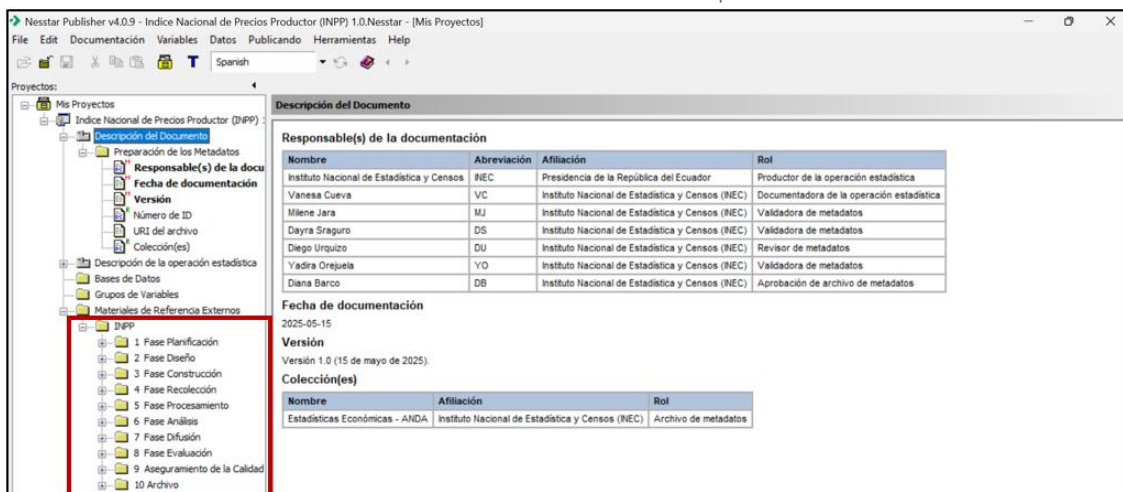 Nesstar Publisher v4.0.9 - Indice Nacional de Precios Productor (INPP) 1.0.Nesstar - [Mis Proyectos]
File Edit Documentación Variables Datos Publicando Herramientas Help
T Spanish
Proyectos:
Mis Proyectos
Indice Nacional de Precios Productor (INPP)
Descripción del Documento
Preparación de los Metadatos
Responsable(s) de la docu
Fecha de documentación
Versión
Número de ID
URI del archivo
Colección(es)
Descripción de la operación estadística
Bases de Datos
Grupos de Variables
Materiales de Referencia Externos
INPP
1 Fase Planificación
2 Fase Diseño
3 Fase Construcción
4 Fase Recolección
5 Fase Procesamiento
6 Fase Análisis
7 Fase Difusión
8 Fase Evaluación
9 Aseguramiento de la Calidad
10 Archivo
Descripción del Documento
Responsable(s) de la documentación
Nombre Abreviación Afiliación Rol
Instituto Nacional de Estadística y Censos INEC Presidencia de la República del Ecuador Productor de la operación estadística
Vanesa Cueva VC Instituto Nacional de Estadística y Censos (INEC) Documentadora de la operación estadística
Milene Jara MJ Instituto Nacional de Estadística y Censos (INEC) Validadora de metadatos
Dayra Sraguro DS Instituto Nacional de Estadística y Censos (INEC) Validadora de metadatos
Diego Urquizo DU Instituto Nacional de Estadística y Censos (INEC) Revisor de metadatos
Yadira Orejuela YO Instituto Nacional de Estadística y Censos (INEC) Validadora de metadatos
Diana Barco DB Instituto Nacional de Estadística y Censos (INEC) Aprobación de archivo de metadatos
Fecha de documentación
2025-05-15
Versión
Versión 1.0 (15 de mayo de 2025).
Colección(es)
Nombre Afiliación Rol
Estadísticas Económicas - ANDA Instituto Nacional de Estadística y Censos (INEC) Archivo de metadatos